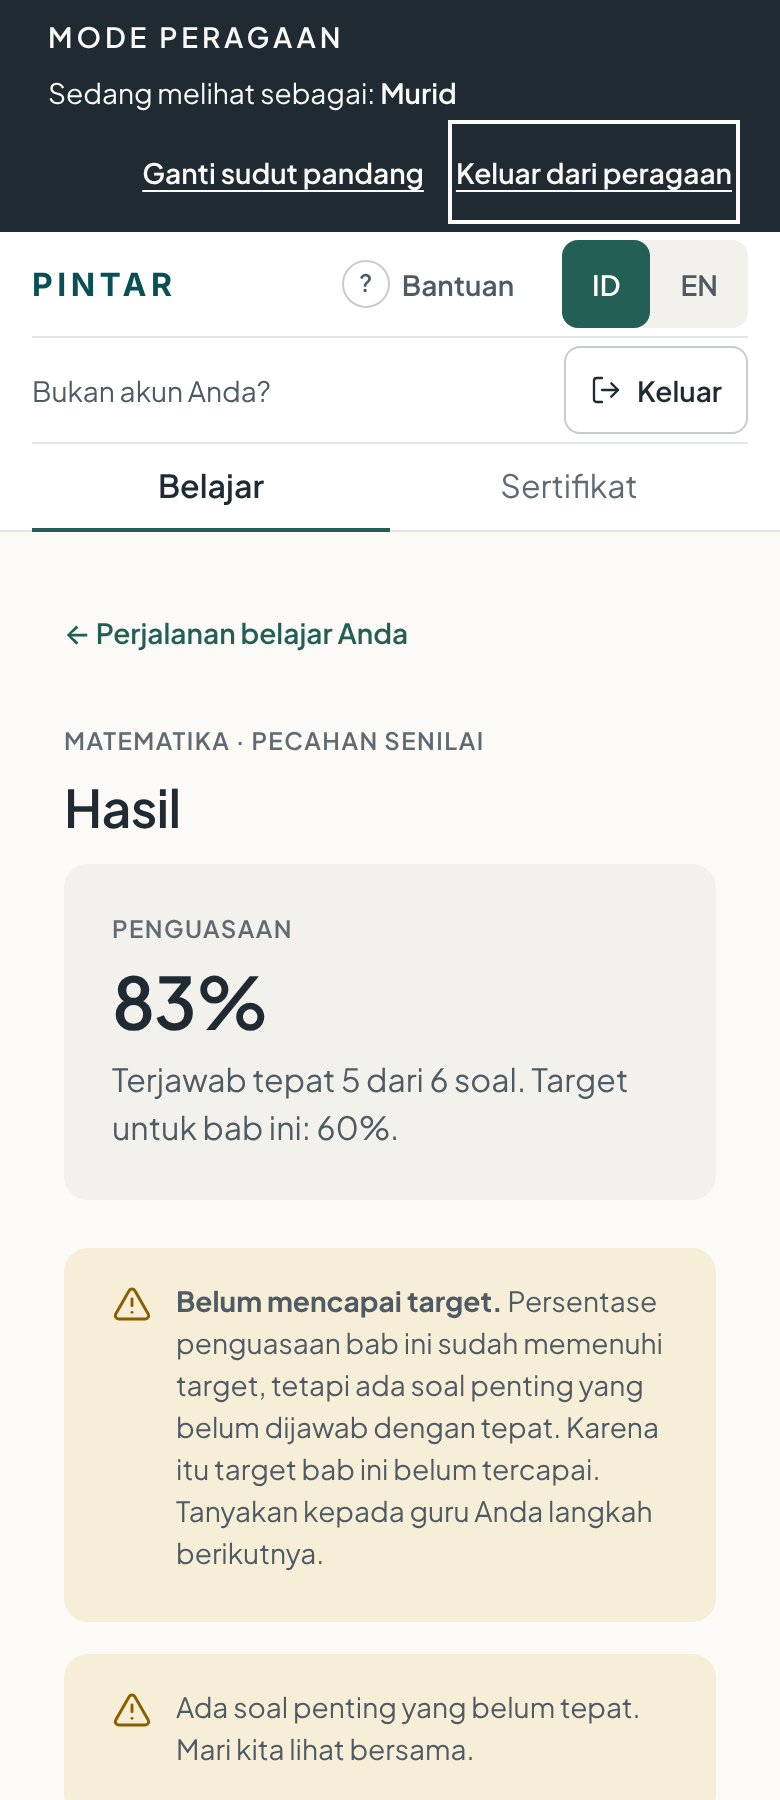 MODE PERAGAAN
Sedang melihat sebagai: Murid
Ganti sudut pandang Keluar dari peragaan
PINTAR ? Bantuan ID EN
Bukan akun Anda? Keluar
Belajar Sertifikat
← Perjalanan belajar Anda
MATEMATIKA · PECAHAN SENILAI
Hasil
PENGUASAAN
83%
Terjawab tepat 5 dari 6 soal. Target
untuk bab ini: 60%.
Belum mencapai target. Persentase
penguasaan bab ini sudah memenuhi
target, tetapi ada soal penting yang
belum dijawab dengan tepat. Karena
itu target bab ini belum tercapai.
Tanyakan kepada guru Anda langkah
berikutnya.
Ada soal penting yang belum tepat.
Mari kita lihat bersama.